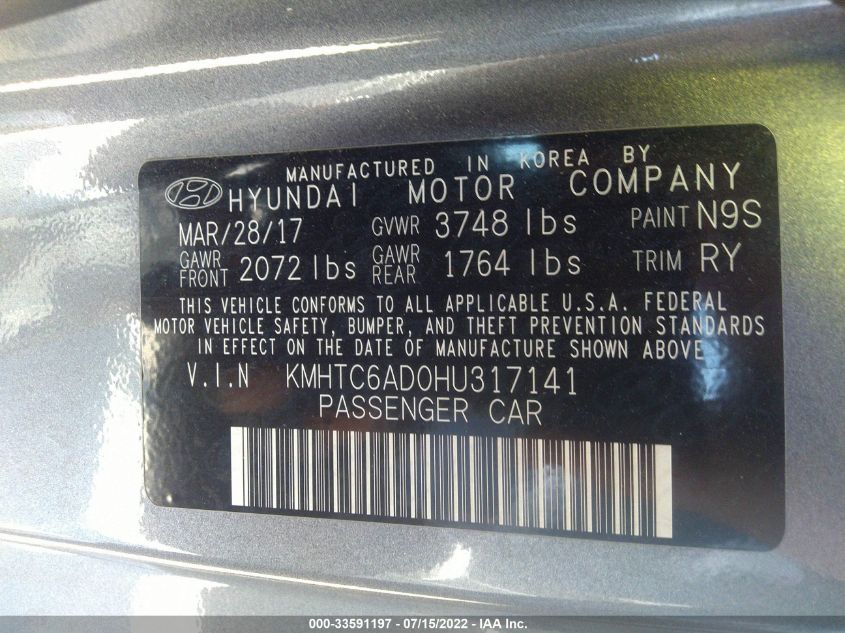 MANUFACTURED IN KOREA BY
HYUNDAI MOTOR COMPANY
MAR/28/17 GVWR 3748 lbs PAINT N9S
GAWR FRONT 2072 lbs GAWR REAR 1764 lbs TRIM RY
THIS VEHICLE CONFORMS TO ALL APPLICABLE U.S.A. FEDERAL
MOTOR VEHICLE SAFETY, BUMPER, AND THEFT PREVENTION STANDARDS
IN EFFECT ON THE DATE OF MANUFACTURE SHOWN ABOVE.
V.I.N KMHTC6AD0HU317141
PASSENGER CAR
000-33591197 - 07/15/2022 - IAA Inc.